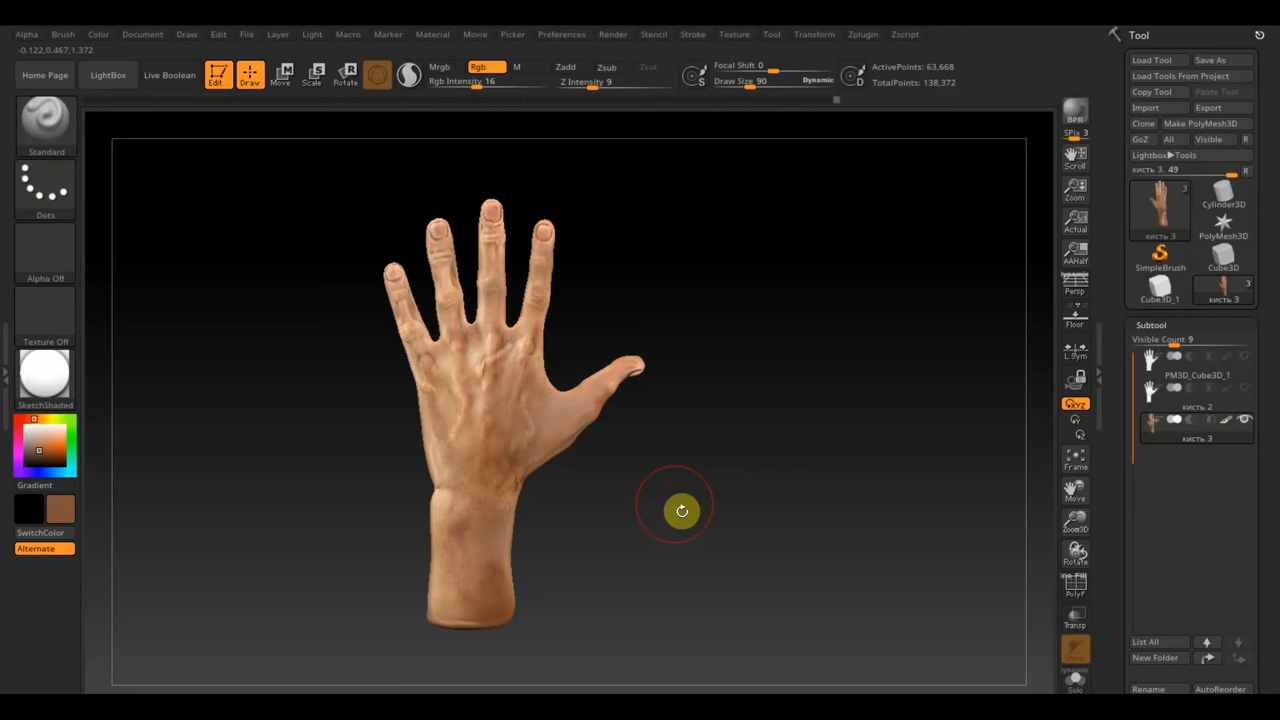 Alpha Brush Color Document Draw Edit File Layer Light Macro Marker Material Movie Picker Preferences Render Stencil Stroke Texture Tool Transform Zplugin Zscript
Tool
-0.122,0.467,1.372
Home Page LightBox Live Boolean Edit Draw Move Scale Rotate
Mrgb Rgb M Zadd Zsub Zcut
Rgb Intensity 16 Z Intensity 9
Focal Shift 0
Draw Size 90 Dynamic
ActivePoints: 63,668
TotalPoints: 138,372
Standard
Dots
Alpha Off
Texture Off
SketchShaded
Gradient
SwitchColor
Alternate
BPR
SPix 3
Scroll
Zoom
Actual
AAHalf
Dynamic
Persp
Floor
L.Sym
XYZ
Frame
Move
Zoom3D
Rotate
PolyF
Transp
Ghost
Dynamic
Solo
Load Tool Save As
Load Tools From Project
Copy Tool Paste Tool
Import Export
Clone Make PolyMesh3D
GoZ All Visible R
Lightbox▶Tools
кисть 3. 49 R
3
кисть 3
Cylinder3D
PolyMesh3D
SimpleBrush Cube3D
3
Cube3D_1 кисть 3
Subtool
Visible Count 9
PM3D_Cube3D_1
кисть 2
кисть 3
List All
New Folder
Rename AutoReorder